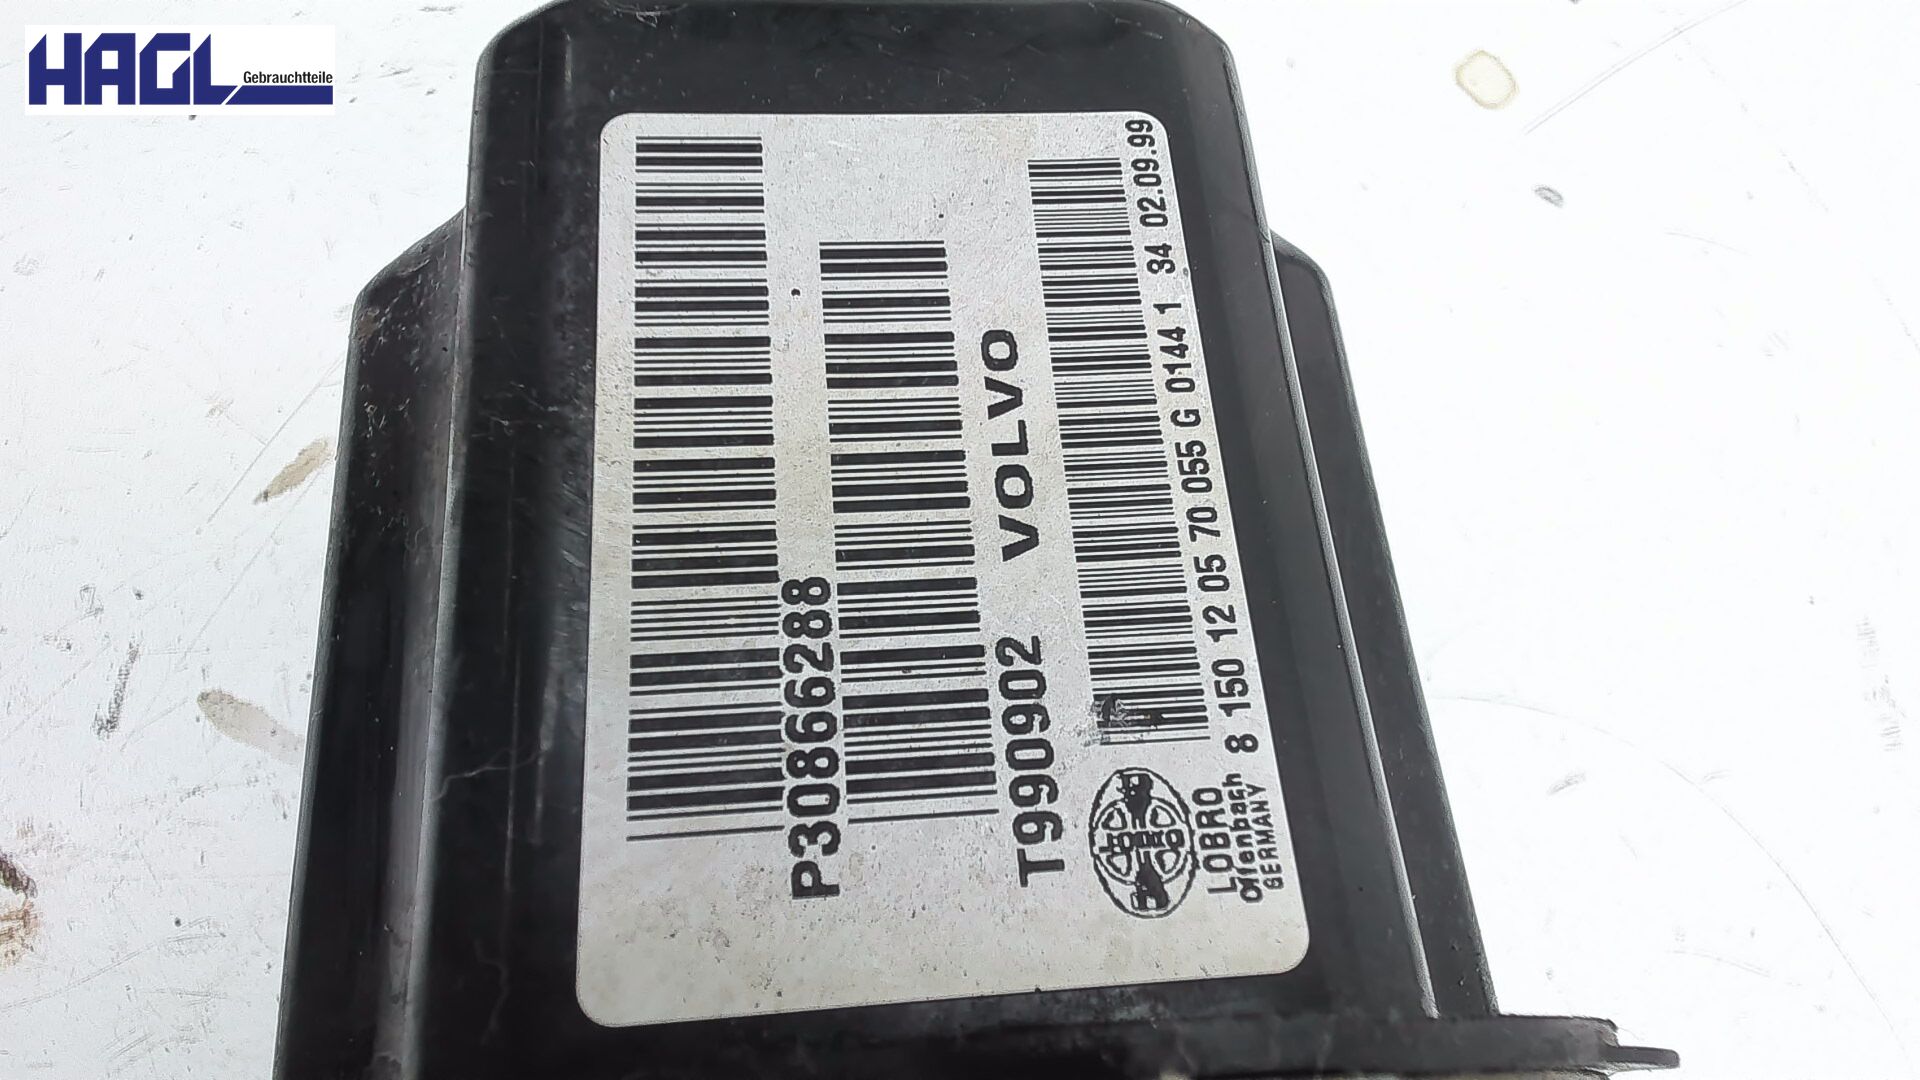 HAGL
Gebrauchtteile
P30866288
T990902 VOLVO
LOBRO
Offenbach
GERMANY
8 150 12 05 70 055 G 0144 1 34 02.09.99